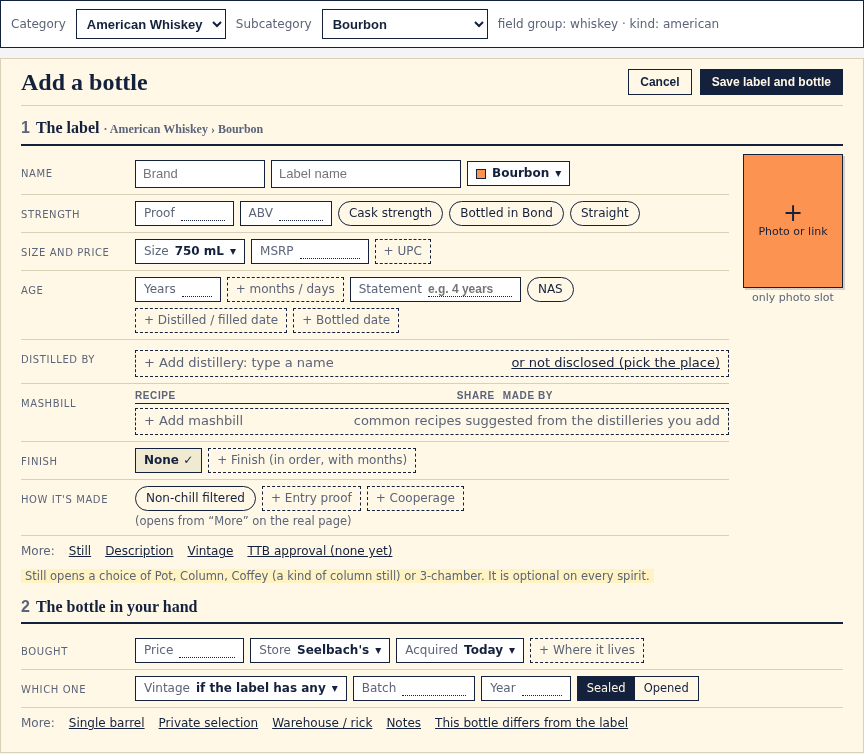 Category American Whiskey Subcategory Bourbon field group: whiskey · kind: american
Add a bottle Cancel Save label and bottle
1 The label · American Whiskey › Bourbon
NAME Brand Label name Bourbon ▾
STRENGTH Proof ABV Cask strength Bottled in Bond Straight
SIZE AND PRICE Size 750 mL ▾ MSRP + UPC
+
Photo or link
only photo slot
AGE Years + months / days Statement e.g. 4 years NAS
+ Distilled / filled date + Bottled date
DISTILLED BY + Add distillery: type a name or not disclosed (pick the place)
MASHBILL RECIPE SHARE MADE BY
+ Add mashbill common recipes suggested from the distilleries you add
FINISH None ✓ + Finish (in order, with months)
HOW IT'S MADE Non-chill filtered + Entry proof + Cooperage
(opens from “More” on the real page)
More: Still Description Vintage TTB approval (none yet)
Still opens a choice of Pot, Column, Coffey (a kind of column still) or 3-chamber. It is optional on every spirit.
2 The bottle in your hand
BOUGHT Price Store Seelbach's ▾ Acquired Today ▾ + Where it lives
WHICH ONE Vintage if the label has any ▾ Batch Year Sealed Opened
More: Single barrel Private selection Warehouse / rick Notes This bottle differs from the label